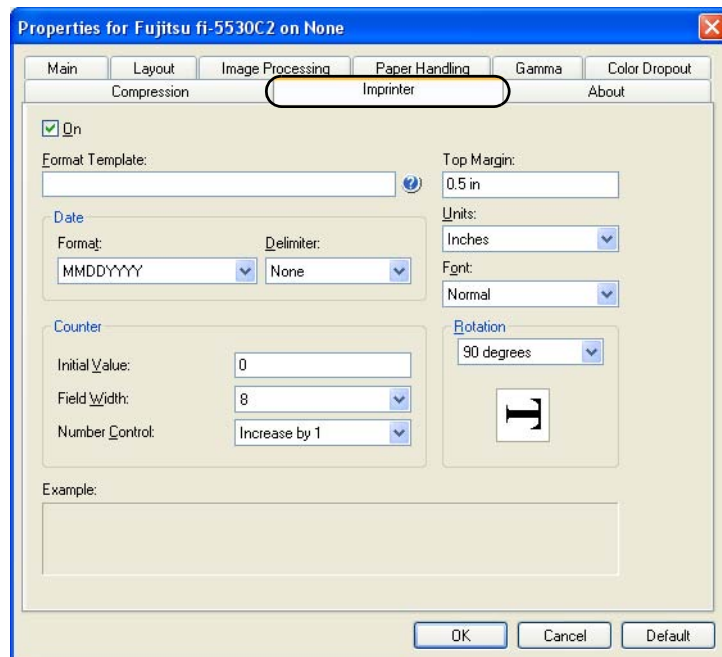 Properties for Fujitsu fi-5530C2 on None
Main Layout Image Processing Paper Handling Gamma Color Dropout
Compression Imprinter About
On
Format Template:
Top Margin:
0.5 in
Date
Format: Delimiter:
MMDDYYYY None
Units:
Inches
Font:
Normal
Counter
Initial Value: 0
Field Width: 8
Number Control: Increase by 1
Rotation
90 degrees
T
Example:
OK Cancel Default